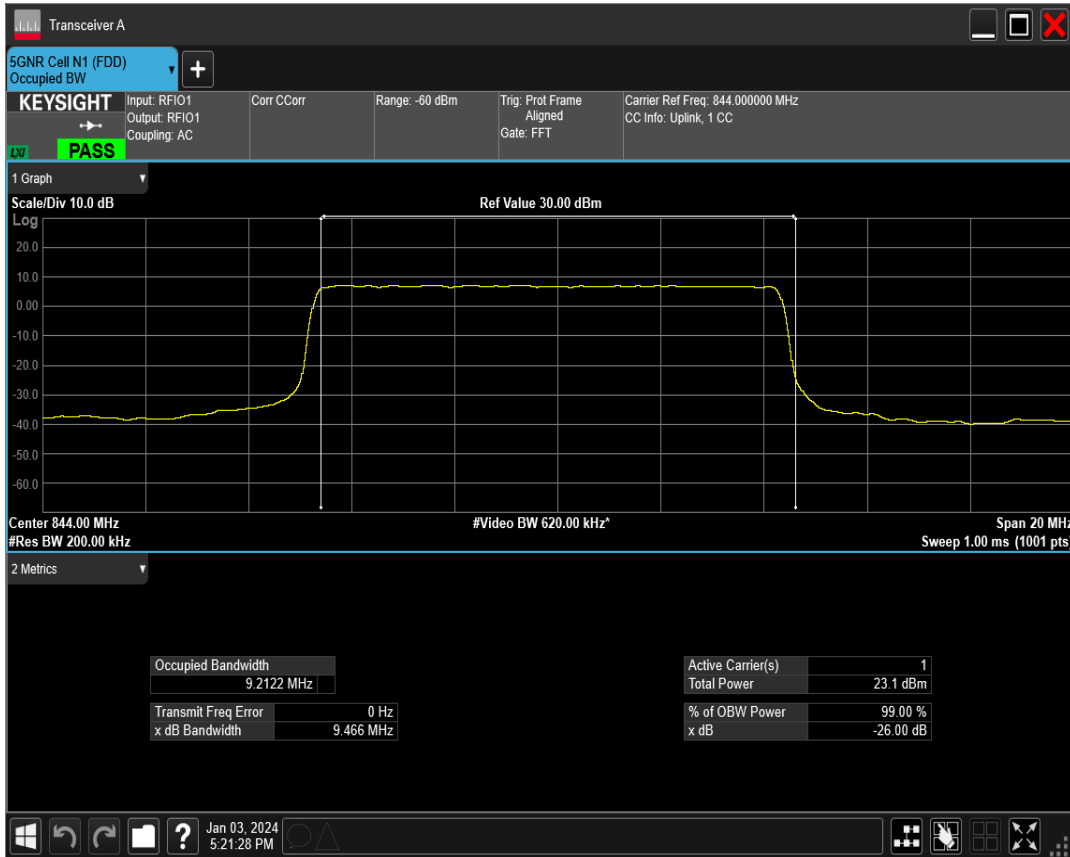 Transceiver A
5GNR Cell N1 (FDD)
Occupied BW
+
KEYSIGHT
LXI
PASS
Input: RFIO1
Output: RFIO1
Coupling: AC
Corr CCorr
Range: -60 dBm
Trig: Prot Frame
Aligned
Gate: FFT
Carrier Ref Freq: 844.000000 MHz
CC Info: Uplink, 1 CC
1 Graph
Scale/Div 10.0 dB
Ref Value 30.00 dBm
Log
20.0
10.0
0.00
-10.0
-20.0
-30.0
-40.0
-50.0
-60.0
Center 844.00 MHz
#Video BW 620.00 kHz*
Span 20 MHz
#Res BW 200.00 kHz
Sweep 1.00 ms (1001 pts)
2 Metrics
Occupied Bandwidth
9.2122 MHz
Transmit Freq Error 0 Hz
x dB Bandwidth 9.466 MHz
Active Carrier(s) 1
Total Power 23.1 dBm
% of OBW Power 99.00 %
x dB -26.00 dB
?
Jan 03, 2024
5:21:28 PM